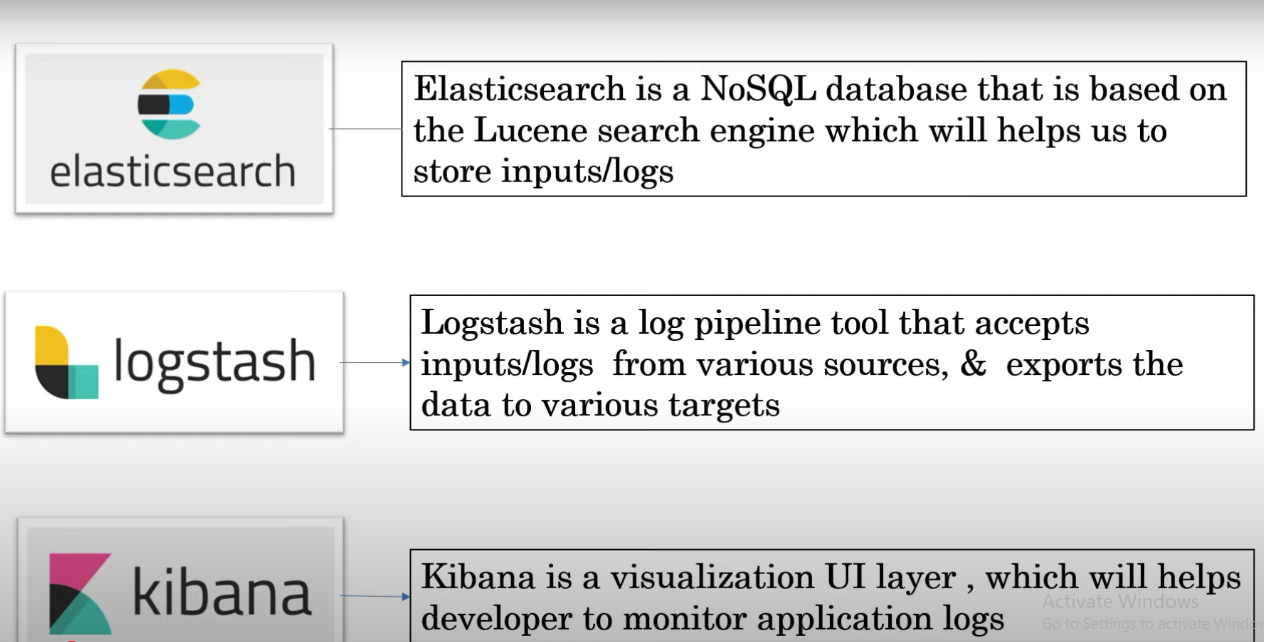 elasticsearch
Elasticsearch is a NoSQL database that is based on
the Lucene search engine which will helps us to
store inputs/logs
logstash
Logstash is a log pipeline tool that accepts
inputs/logs from various sources, & exports the
data to various targets
kibana
Kibana is a visualization UI layer , which will helps
developer to monitor application logs
Activate Windows
Go to Settings to activate Windows